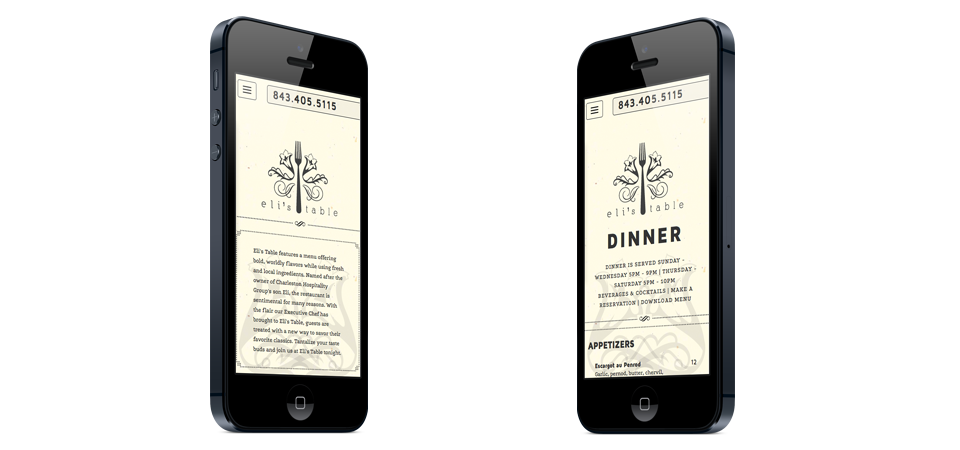 843.405.5115
eli's table
Eli's Table features a menu offering
bold, worldly flavors while using fresh
and local ingredients. Named after the
owner of Charleston Hospitality
Group's son Eli, the restaurant is
sentimental for many reasons. With
the flair our Executive Chef has
brought to Eli's Table, guests are
treated with a new way to savor their
favorite classics. Tantalize your taste
buds and join us at Eli's Table tonight.
843.405.5115
eli's table
DINNER
DINNER IS SERVED SUNDAY -
WEDNESDAY 5PM - 9PM | THURSDAY -
SATURDAY 5PM - 10PM
BEVERAGES & COCKTAILS | MAKE A
RESERVATION | DOWNLOAD MENU
APPETIZERS
Escargot au Penrod 12
Garlic, pernod, butter, chervil,